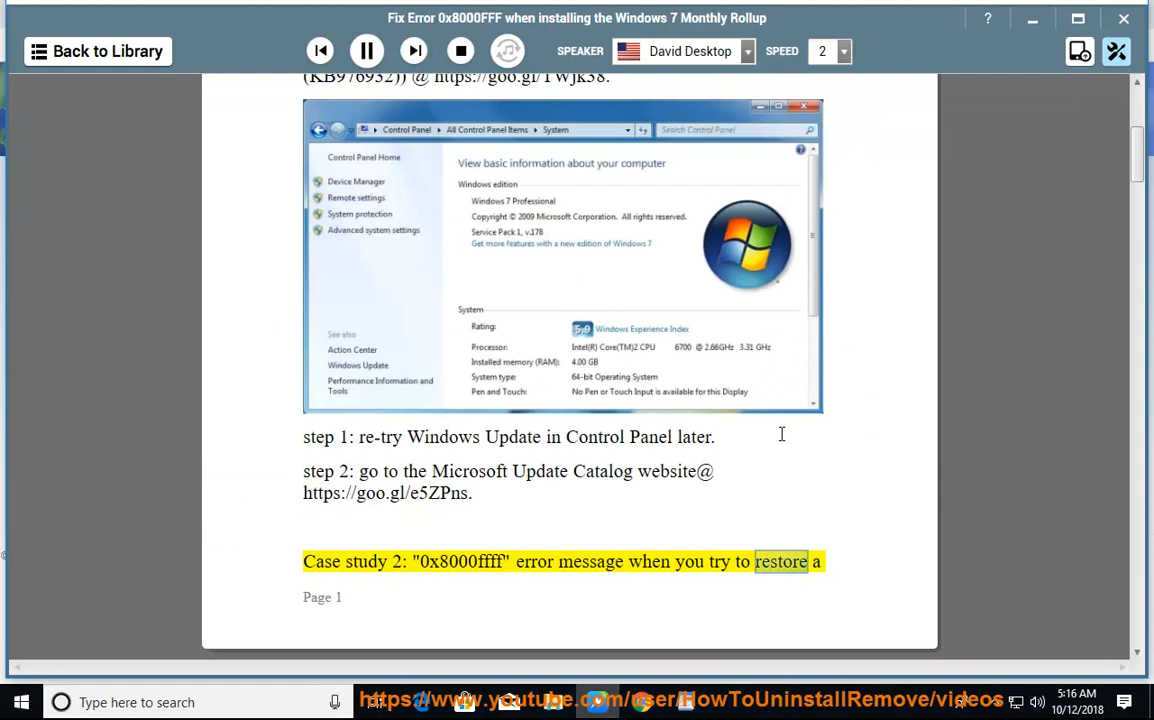 Fix Error 0x8000FFF when installing the Windows 7 Monthly Rollup
Back to Library
SPEAKER
David Desktop
SPEED
2
(KB976932)) @ https://goo.gl/TWjk58.
Control Panel
All Control Panel Items
System
Search Control Panel
Control Panel Home
Device Manager
Remote settings
System protection
Advanced system settings
See also
Action Center
Windows Update
Performance Information and
Tools
View basic information about your computer
Windows edition
Windows 7 Professional
Copyright © 2009 Microsoft Corporation. All rights reserved.
Service Pack 1, v.178
Get more features with a new edition of Windows 7
System
Rating:
5,9 Windows Experience Index
Processor:
Intel(R) Core(TM)2 CPU 6700 @ 2.66GHz 3.31 GHz
Installed memory (RAM):
4.00 GB
System type:
64-bit Operating System
Pen and Touch:
No Pen or Touch Input is available for this Display
step 1: re-try Windows Update in Control Panel later.
step 2: go to the Microsoft Update Catalog website@
https://goo.gl/e5ZPns.
Case study 2: "0x8000ffff" error message when you try to restore a
Page 1
Type here to search
https://www.youtube.com/user/HowToUninstallRemove/videos
5:16 AM
10/12/2018